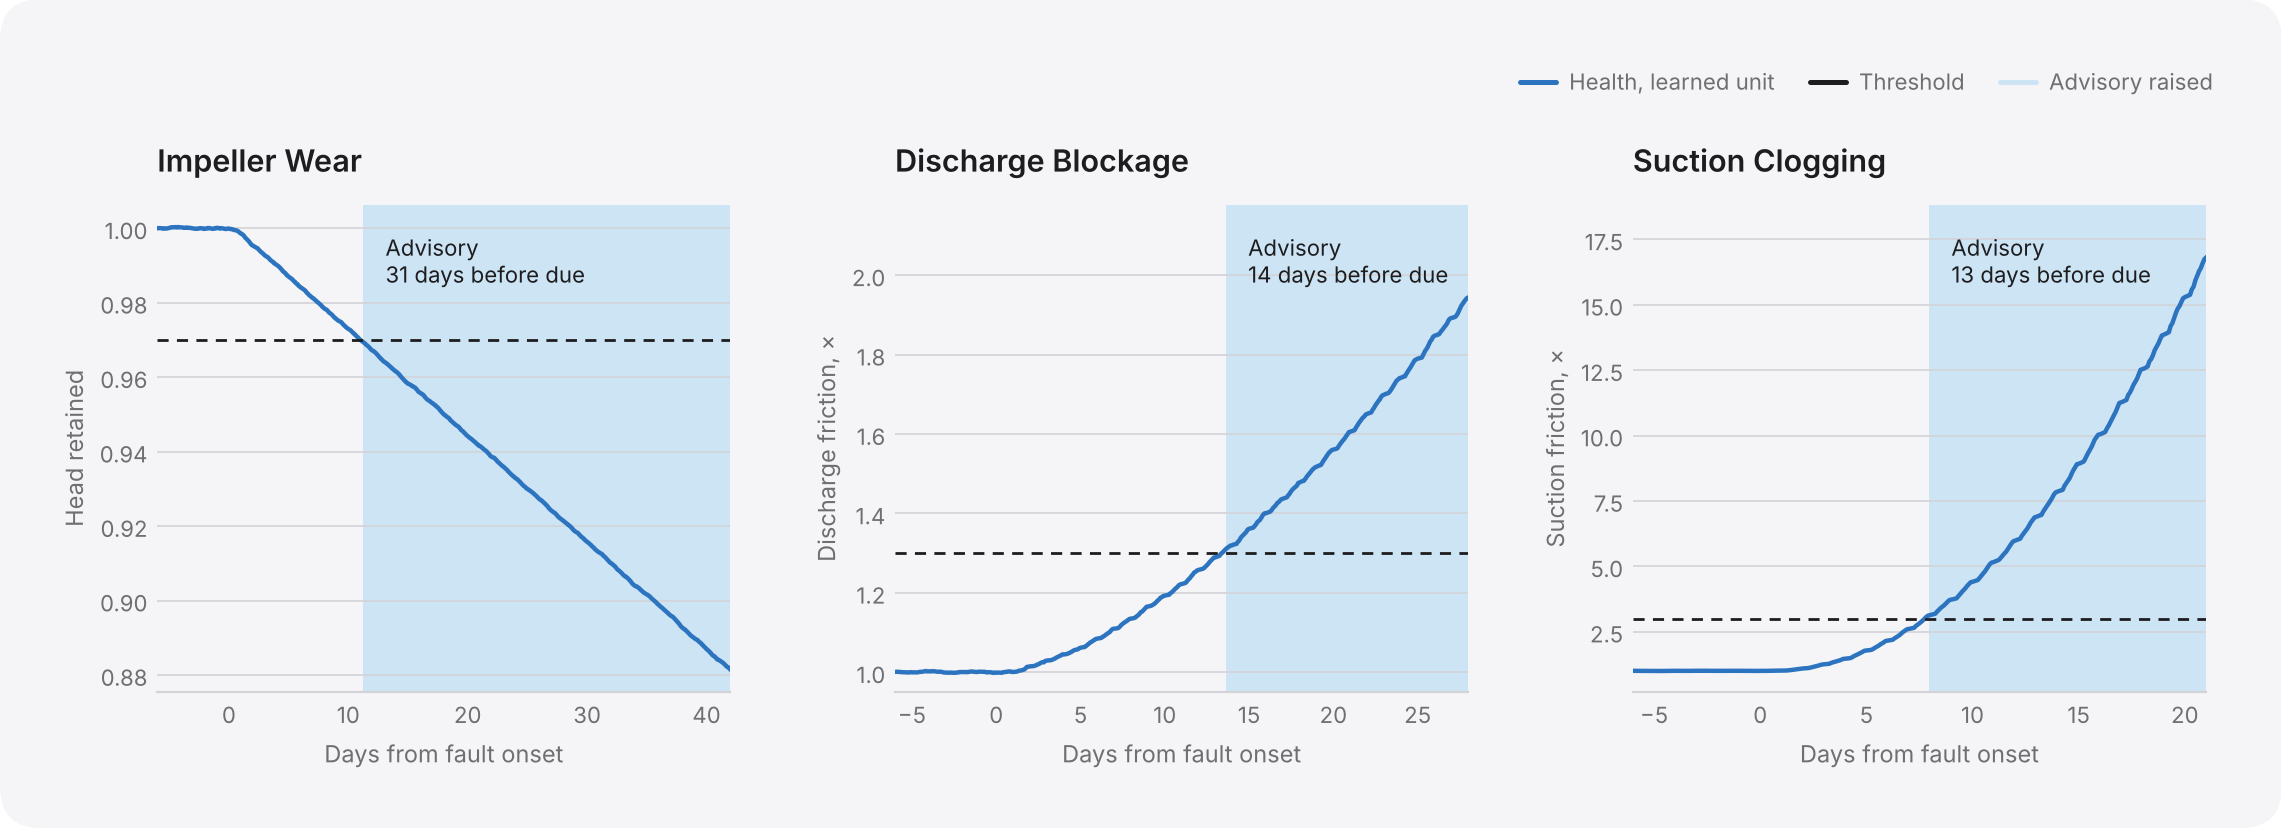 Health, learned unit
Threshold
Advisory raised
Impeller Wear
Head retained
1.00
0.98
0.96
0.94
0.92
0.90
0.88
Advisory
31 days before due
0
10
20
30
40
Days from fault onset
Discharge Blockage
Discharge friction, ×
2.0
1.8
1.6
1.4
1.2
1.0
Advisory
14 days before due
−5
0
5
10
15
20
25
Days from fault onset
Suction Clogging
Suction friction, ×
17.5
15.0
12.5
10.0
7.5
5.0
2.5
Advisory
13 days before due
−5
0
5
10
15
20
Days from fault onset